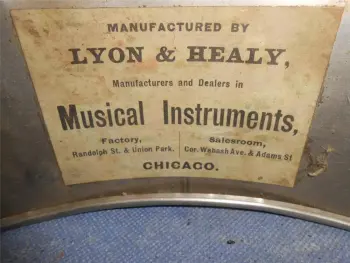 MANUFACTURED BY
LYON & HEALY,
Manufacturers and Dealers in
Musical Instruments,
Factory, Salesroom,
Randolph St. & Union Park. Cor. Wabash Ave. & Adams St
CHICAGO.